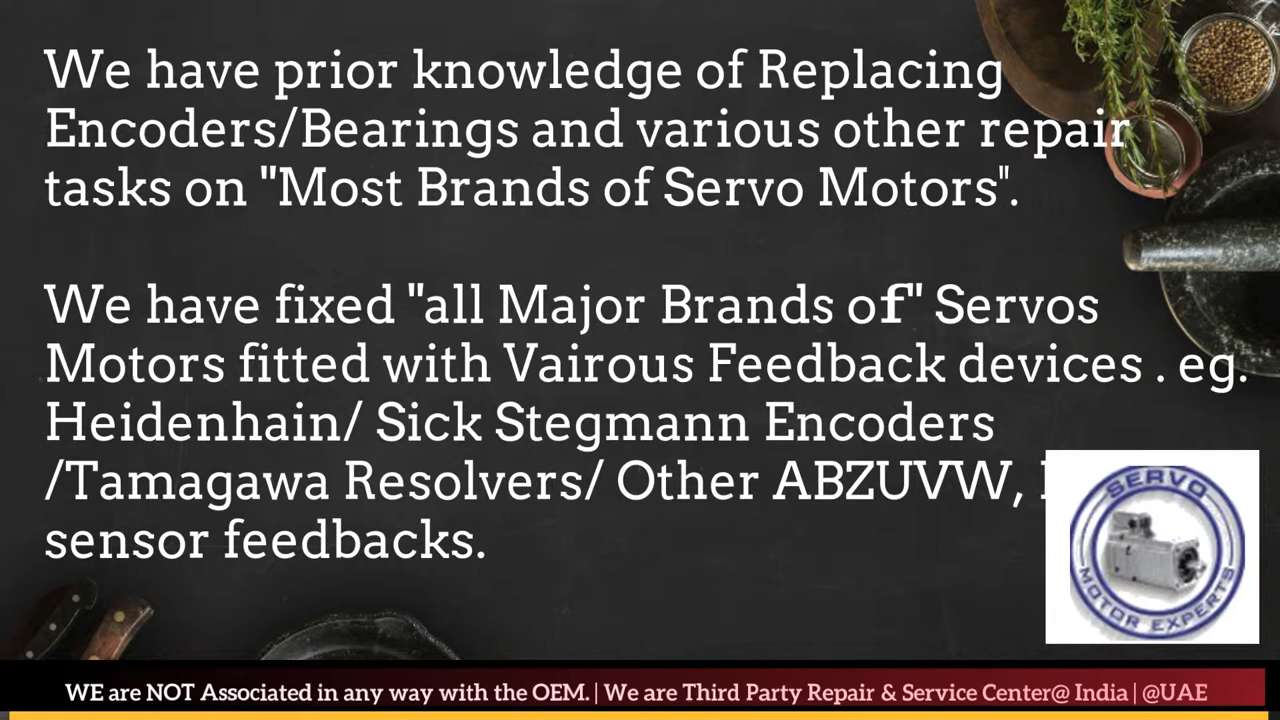 We have prior knowledge of Replacing
Encoders/Bearings and various other repair
tasks on "Most Brands of Servo Motors".
We have fixed "all Major Brands of" Servos
Motors fitted with Vairous Feedback devices . eg.
Heidenhain/ Sick Stegmann Encoders
/Tamagawa Resolvers/ Other ABZUVW,
sensor feedbacks.
SERVO
MOTOR EXPERTS
WE are NOT Associated in any way with the OEM. | We are Third Party Repair & Service Center@ India | @UAE